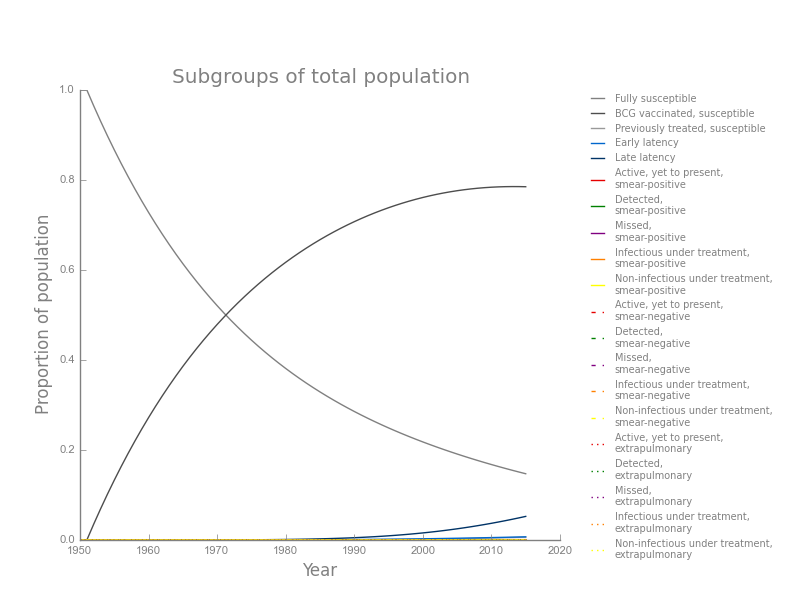 Subgroups of total population
1.0
0.8
0.6
0.4
0.2
0.0
Proportion of population
1950 1960 1970 1980 1990 2000 2010 2020
Year
Fully susceptible
BCG vaccinated, susceptible
Previously treated, susceptible
Early latency
Late latency
Active, yet to present,
smear-positive
Detected,
smear-positive
Missed,
smear-positive
Infectious under treatment,
smear-positive
Non-infectious under treatment,
smear-positive
Active, yet to present,
smear-negative
Detected,
smear-negative
Missed,
smear-negative
Infectious under treatment,
smear-negative
Non-infectious under treatment,
smear-negative
Active, yet to present,
extrapulmonary
Detected,
extrapulmonary
Missed,
extrapulmonary
Infectious under treatment,
extrapulmonary
Non-infectious under treatment,
extrapulmonary